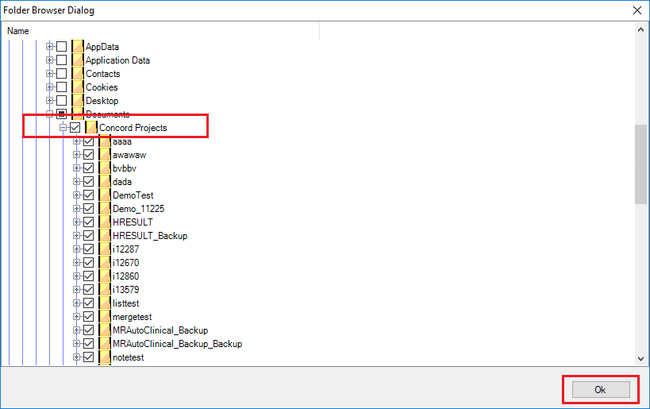 Folder Browser Dialog
Name
AppData
Application Data
Contacts
Cookies
Desktop
Documents
Concord Projects
aaaa
awawaw
bvbbv
dada
DemoTest
Demo_11225
HRESULT
HRESULT_Backup
i12287
i12670
i12860
i13579
listtest
mergetest
MRAutoClinical_Backup
MRAutoClinical_Backup_Backup
notetest
Ok